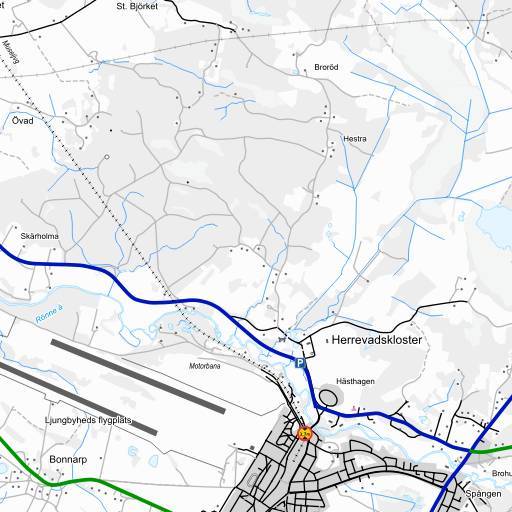 St. Björket
Broröd
Övad
Hestra
Skärholma
Rönne å
Herrevadskloster
P
Motorbana
Hästhagen
Ljungbyheds flygplats
Bonnarp
Spången